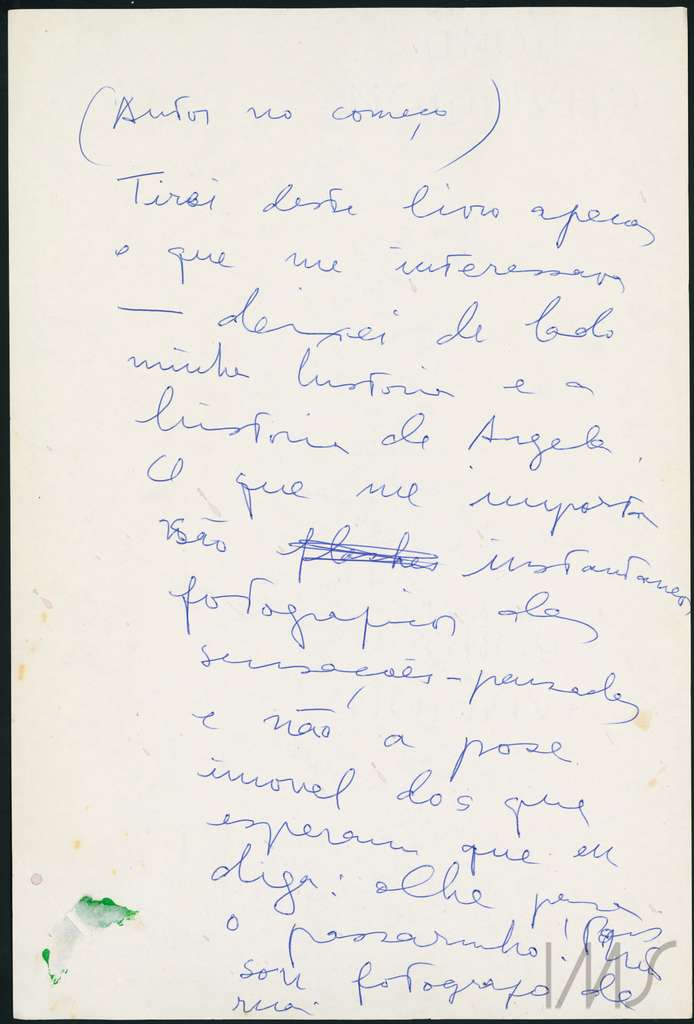 (Autor no começo)
Tirei deste livro apenas
o que me interessava
— deixei de lado
minha historia e a
historia de Angela.
O que me importa
são flashes instantaneos
fotograficos das
sensações-pensadas
e não a pose
imovel dos que
esperam que eu
diga: olhe para
o passarinho! Pois não
sou fotografo de
rua.
IMS